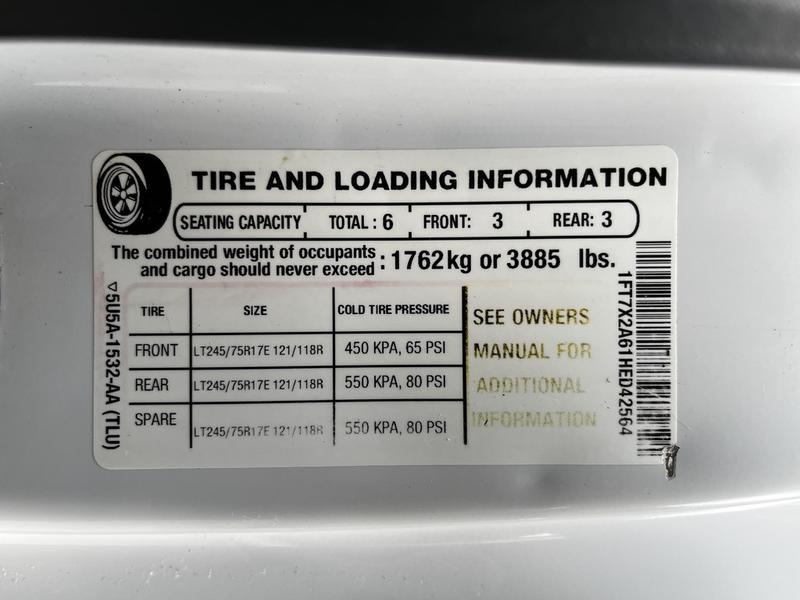 TIRE AND LOADING INFORMATION
SEATING CAPACITY TOTAL : 6 FRONT: 3 REAR: 3
The combined weight of occupants
and cargo should never exceed : 1762kg or 3885 lbs.
TIRE SIZE COLD TIRE PRESSURE
FRONT LT245/75R17E 121/118R 450 KPA, 65 PSI
REAR LT245/75R17E 121/118R 550 KPA, 80 PSI
SPARE LT245/75R17E 121/118R 550 KPA, 80 PSI
SEE OWNERS
MANUAL FOR
ADDITIONAL
INFORMATION
▽5U5A-1532-AA (TLU)
1FT7X2A61HED42564